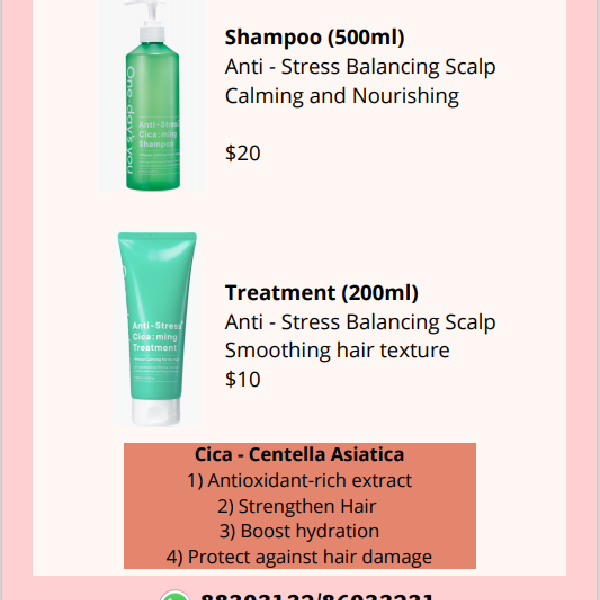 Shampoo (500ml)
Anti - Stress Balancing Scalp
Calming and Nourishing
$20
One-day's you
Anti-Stress
Cica:ming
Shampoo
Treatment (200ml)
Anti - Stress Balancing Scalp
Smoothing hair texture
$10
Anti-Stress
Cica:ming
Treatment
Cica - Centella Asiatica
1) Antioxidant-rich extract
2) Strengthen Hair
3) Boost hydration
4) Protect against hair damage